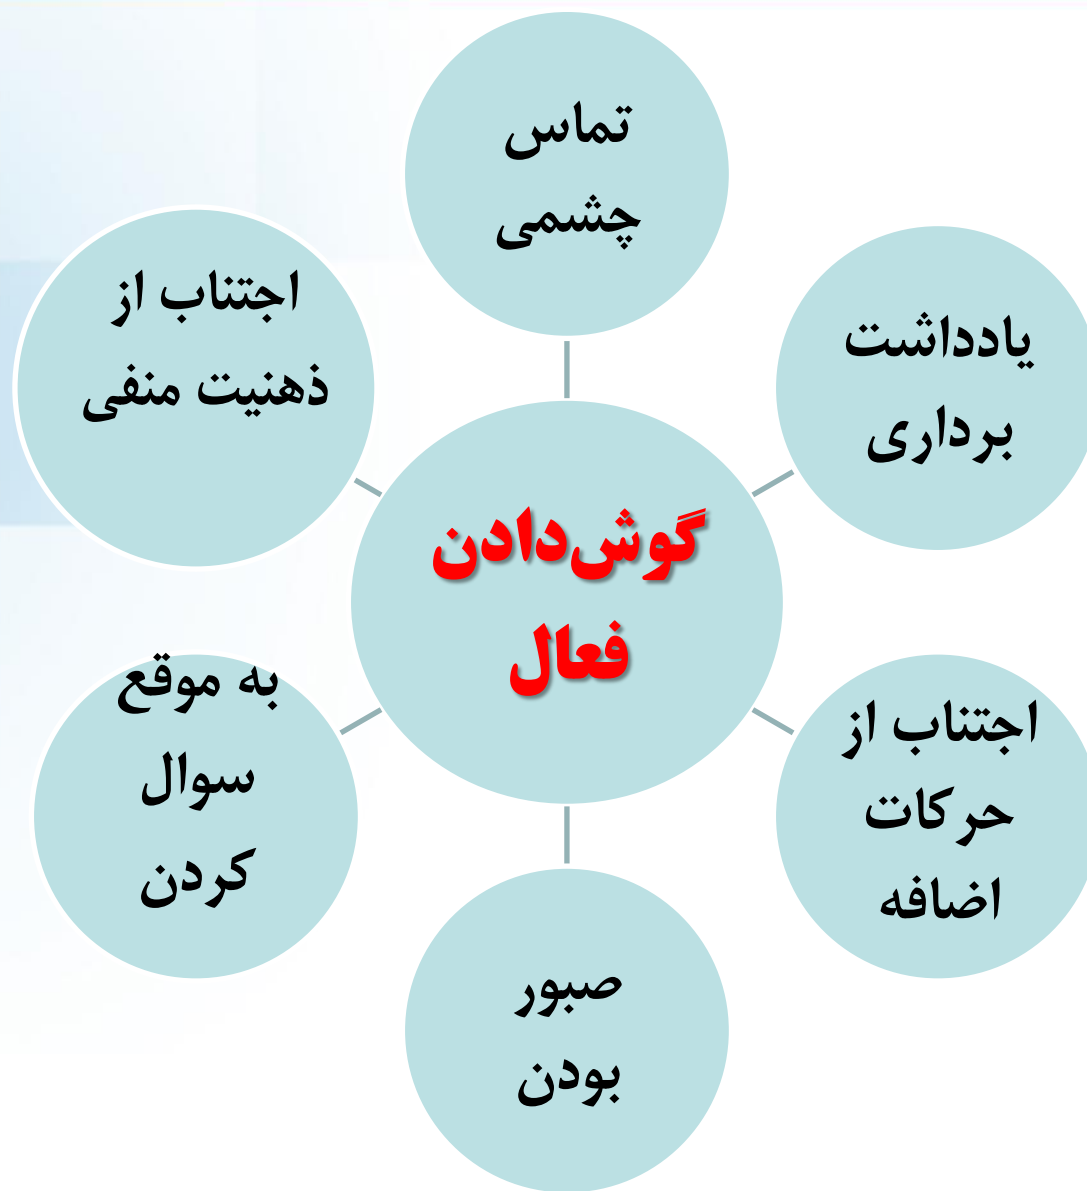 تماس
چشمی
یادداشت
برداری
اجتناب از
حرکات
اضافه
صبور
بودن
به موقع
سوال
کردن
اجتناب از
ذهنیت منفی
گوش‌دادن
فعال